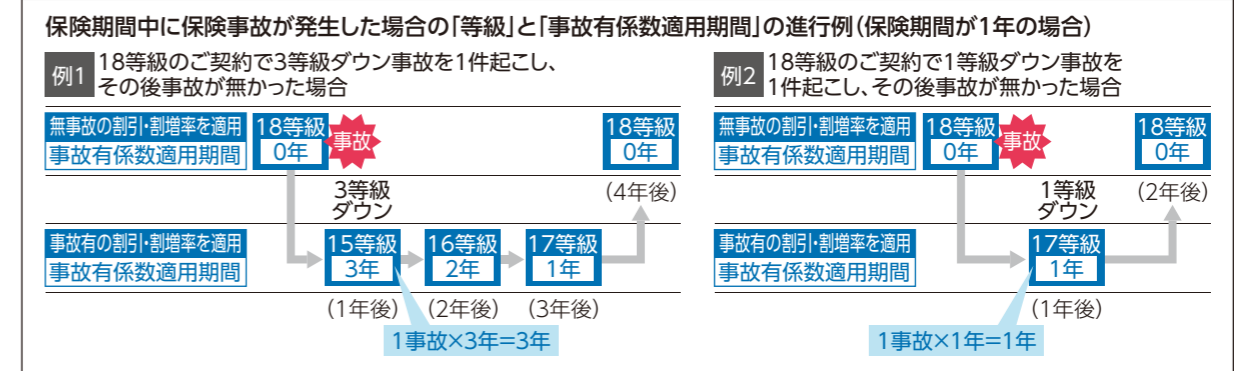 保険期間中に保険事故が発生した場合の「等級」と「事故有係数適用期間」の進行例(保険期間が1年の場合)
例1
18等級のご契約で3等級ダウン事故を1件起こし、
その後事故が無かった場合
無事故の割引・割増率を適用
事故有係数適用期間
18等級
0年
事故
18等級
0年
3等級
ダウン
(4年後)
事故有の割引・割増率を適用
事故有係数適用期間
15等級
3年
16等級
2年
17等級
1年
(1年後)
(2年後)
(3年後)
1事故×3年=3年
例2
18等級のご契約で1等級ダウン事故を
1件起こし、その後事故が無かった場合
無事故の割引・割増率を適用
事故有係数適用期間
18等級
0年
事故
18等級
0年
1等級
ダウン
(2年後)
事故有の割引・割増率を適用
事故有係数適用期間
17等級
1年
(1年後)
1事故×1年=1年